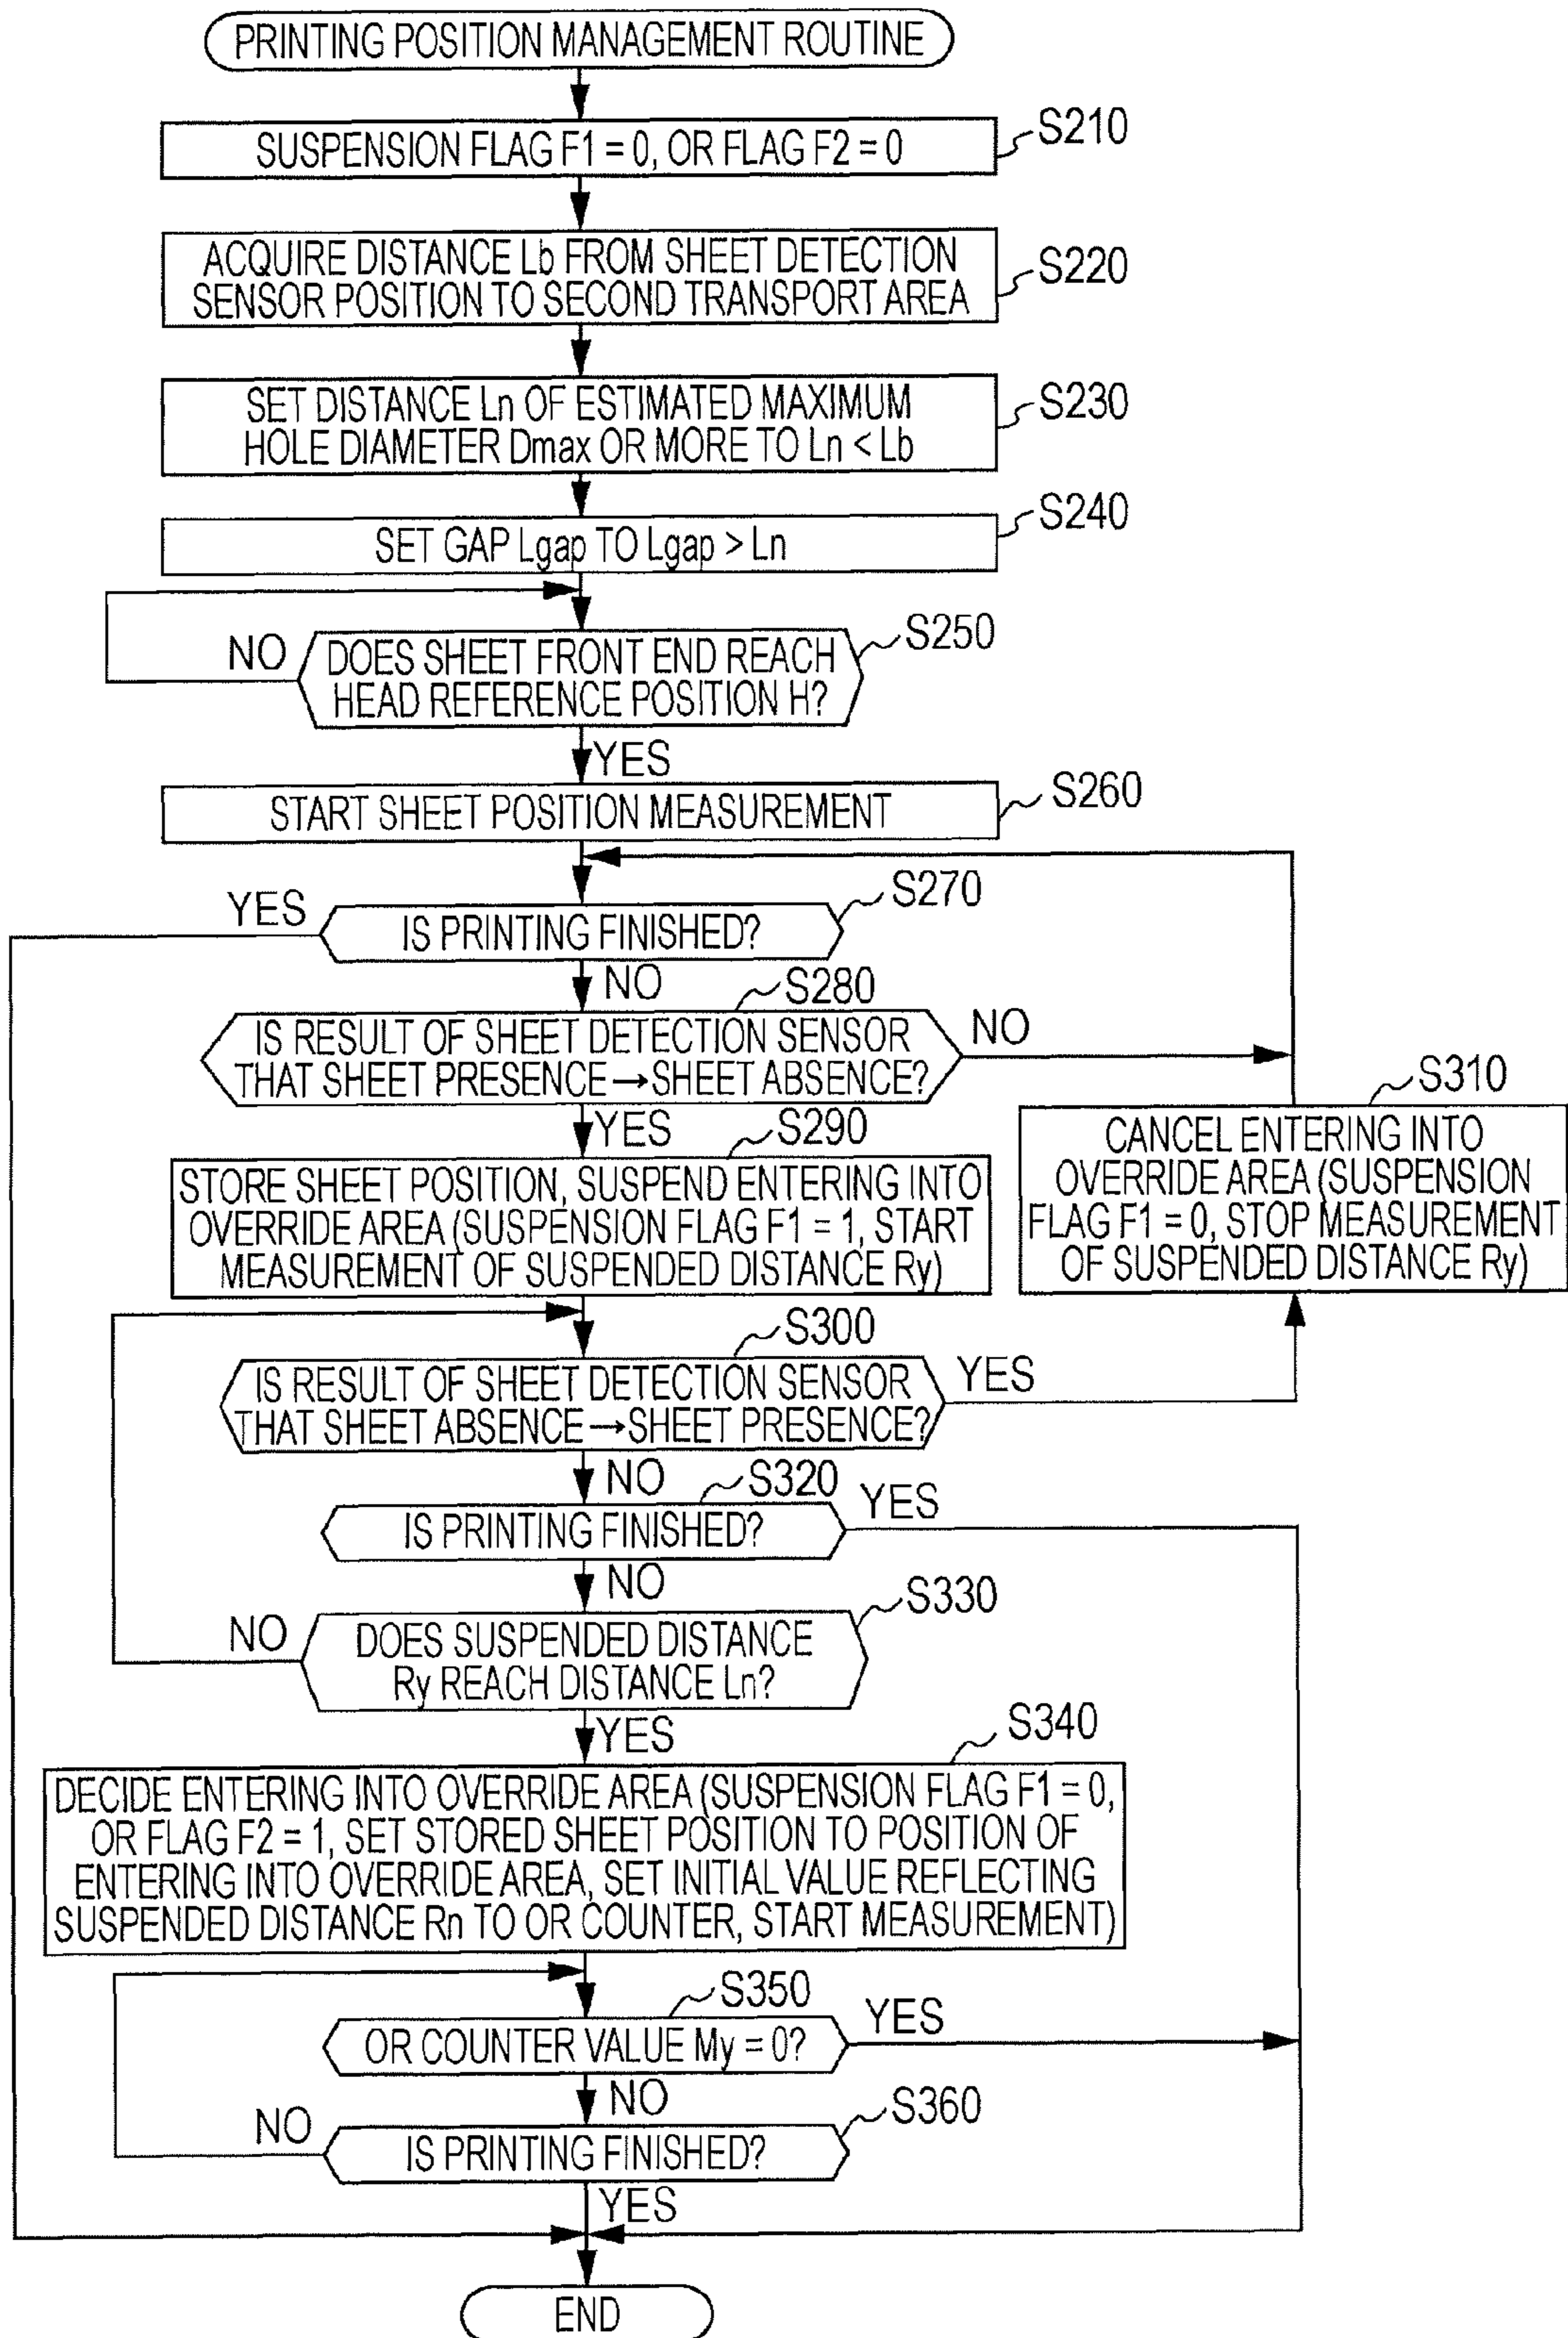 PRINTING POSITION MANAGEMENT ROUTINE
SUSPENSION FLAG F1 = 0, OR FLAG F2 = 0
S210
ACQUIRE DISTANCE Lb FROM SHEET DETECTION
SENSOR POSITION TO SECOND TRANSPORT AREA
S220
SET DISTANCE Ln OF ESTIMATED MAXIMUM
HOLE DIAMETER Dmax OR MORE TO Ln < Lb
S230
SET GAP Lgap TO Lgap > Ln
S240
NO
DOES SHEET FRONT END REACH
HEAD REFERENCE POSITION H?
S250
YES
START SHEET POSITION MEASUREMENT
S260
YES
IS PRINTING FINISHED?
S270
NO
S280
IS RESULT OF SHEET DETECTION SENSOR
THAT SHEET PRESENCE→SHEET ABSENCE?
NO
YES
S290
STORE SHEET POSITION, SUSPEND ENTERING INTO
OVERRIDE AREA (SUSPENSION FLAG F1 = 1, START
MEASUREMENT OF SUSPENDED DISTANCE Ry)
S310
CANCEL ENTERING INTO
OVERRIDE AREA (SUSPENSION
FLAG F1 = 0, STOP MEASUREMENT
OF SUSPENDED DISTANCE Ry)
S300
IS RESULT OF SHEET DETECTION SENSOR
THAT SHEET ABSENCE→SHEET PRESENCE?
YES
NO
S320
IS PRINTING FINISHED?
YES
NO
S330
NO
DOES SUSPENDED DISTANCE
Ry REACH DISTANCE Ln?
YES
S340
DECIDE ENTERING INTO OVERRIDE AREA (SUSPENSION FLAG F1 = 0,
OR FLAG F2 = 1, SET STORED SHEET POSITION TO POSITION OF
ENTERING INTO OVERRIDE AREA, SET INITIAL VALUE REFLECTING
SUSPENDED DISTANCE Rn TO OR COUNTER, START MEASUREMENT)
S350
OR COUNTER VALUE My = 0?
YES
NO
S360
NO
IS PRINTING FINISHED?
YES
END